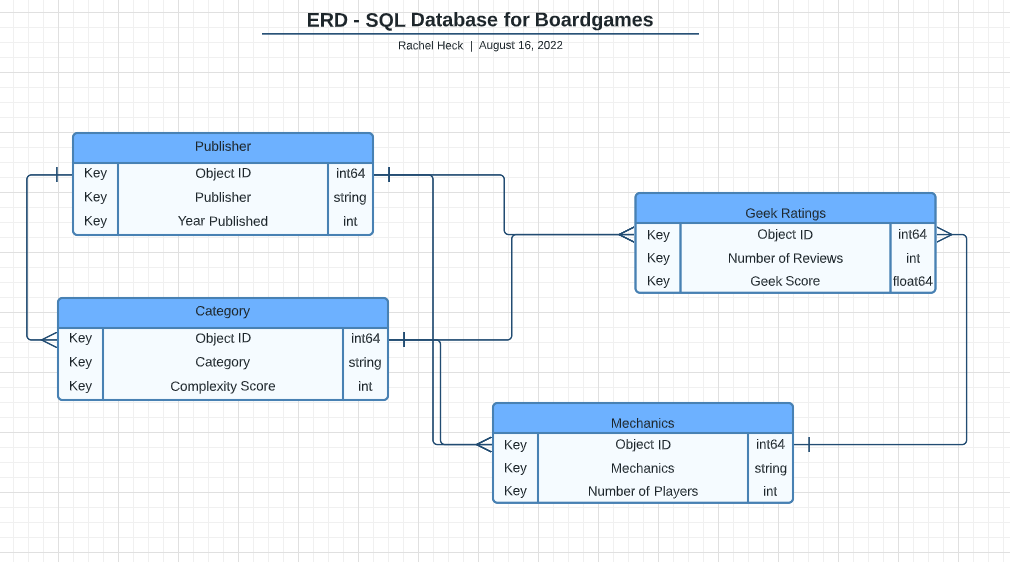 ERD - SQL Database for Boardgames
Rachel Heck | August 16, 2022
Publisher
Key Object ID int64
Key Publisher string
Key Year Published int
Geek Ratings
Key Object ID int64
Key Number of Reviews int
Key Geek Score float64
Category
Key Object ID int64
Key Category string
Key Complexity Score int
Mechanics
Key Object ID int64
Key Mechanics string
Key Number of Players int